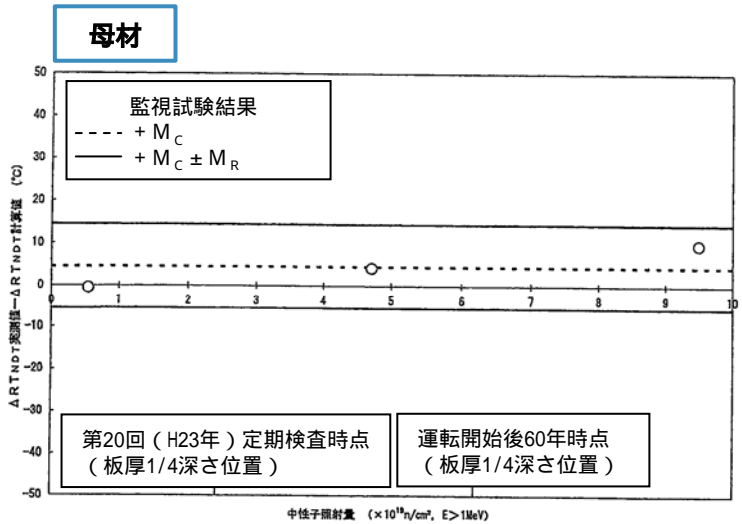 母材
50
40
30
20
10
0
-10
-20
-30
-40
-50
ΔRTNDT実測値-ΔRTNDT計算値 (℃)
監視試験結果
---- + MC
── + MC ± MR
0 1 2 3 4 5 6 7 8 9 10
第20回(H23年)定期検査時点
(板厚1/4深さ位置)
運転開始後60年時点
(板厚1/4深さ位置)
中性子照射量 (×10¹⁹n/cm², E>1MeV)